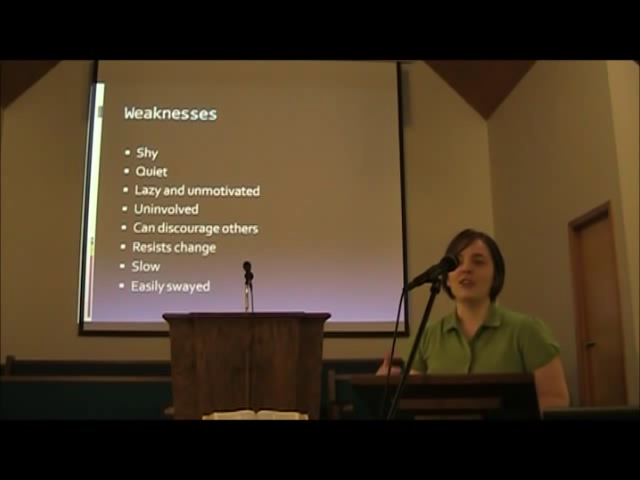 Weaknesses
▪ Shy
▪ Quiet
▪ Lazy and unmotivated
▪ Uninvolved
▪ Can discourage others
▪ Resists change
▪ Slow
▪ Easily swayed